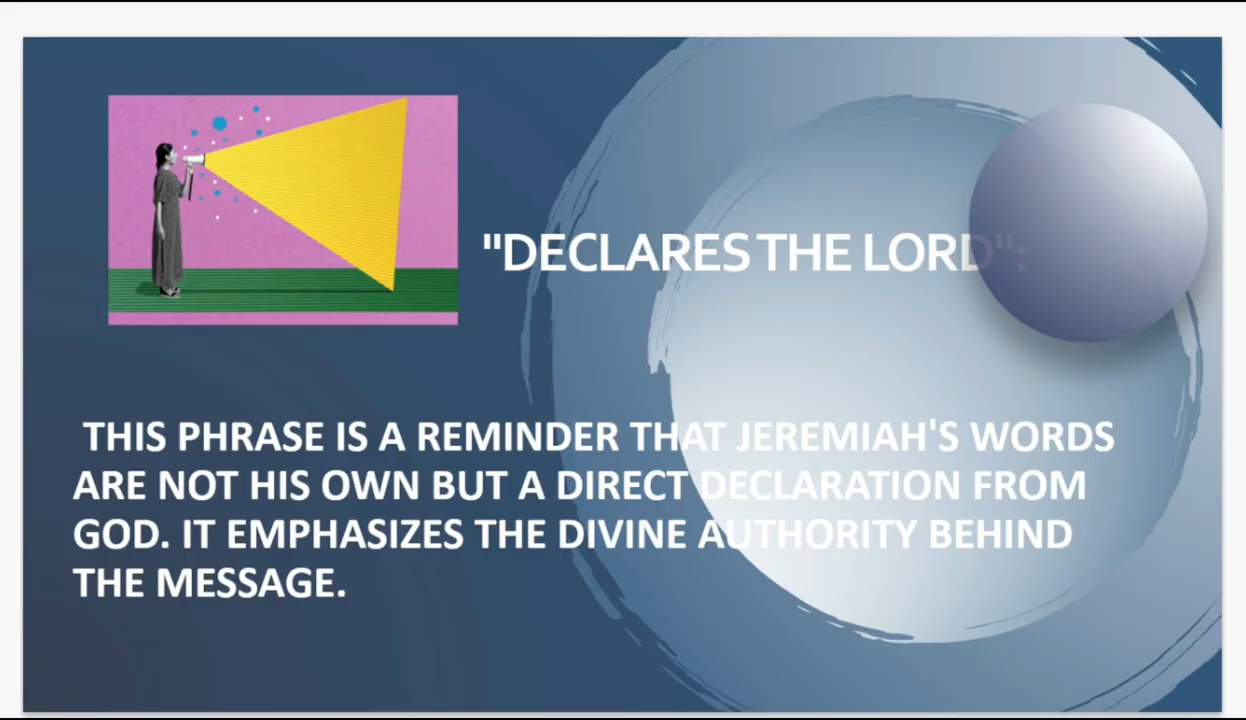 "DECLARES THE LORD":
THIS PHRASE IS A REMINDER THAT JEREMIAH'S WORDS
ARE NOT HIS OWN BUT A DIRECT DECLARATION FROM
GOD. IT EMPHASIZES THE DIVINE AUTHORITY BEHIND
THE MESSAGE.